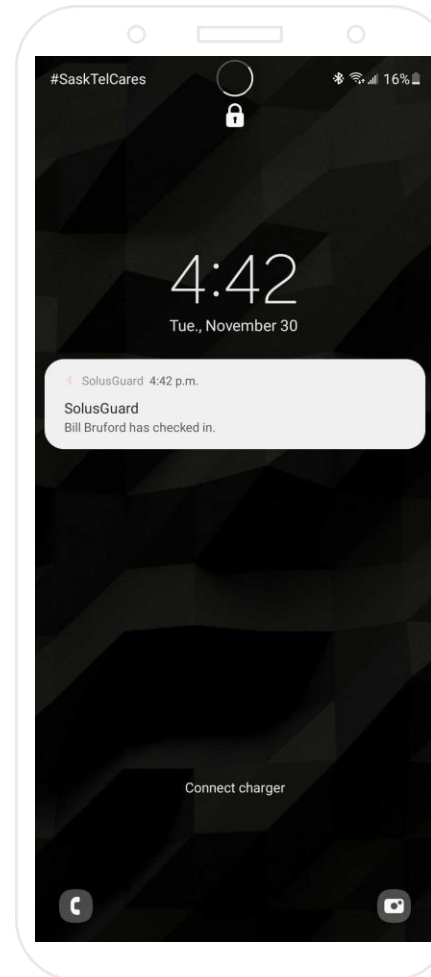 #SaskTelCares
16%
4:42
Tue., November 30
SolusGuard 4:42 p.m.
SolusGuard
Bill Bruford has checked in.
Connect charger